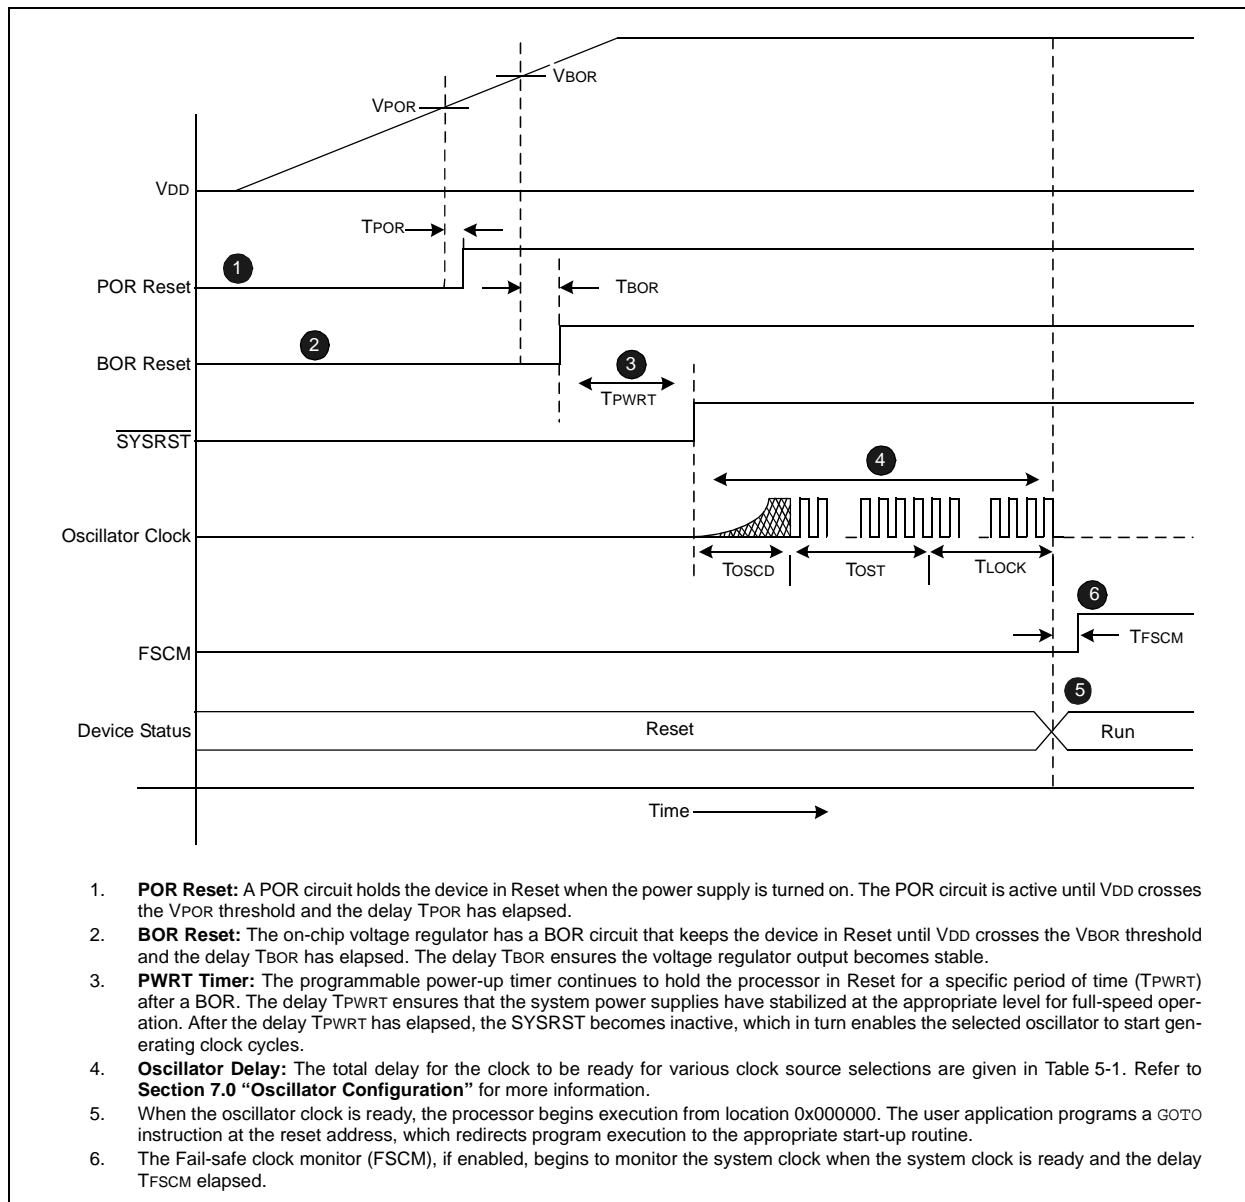 VBOR
VPOR
VDD
TPOR
1
POR Reset
TBOR
2
BOR Reset
3
TPWRT
SYSRST
4
Oscillator Clock
TOSCD
TOST
TLOCK
6
TFSCM
FSCM
5
Device Status
Reset
Run
Time
1. POR Reset: A POR circuit holds the device in Reset when the power supply is turned on. The POR circuit is active until VDD crosses
the VPOR threshold and the delay TPOR has elapsed.
2. BOR Reset: The on-chip voltage regulator has a BOR circuit that keeps the device in Reset until VDD crosses the VBOR threshold
and the delay TBOR has elapsed. The delay TBOR ensures the voltage regulator output becomes stable.
3. PWRT Timer: The programmable power-up timer continues to hold the processor in Reset for a specific period of time (TPWRT)
after a BOR. The delay TPWRT ensures that the system power supplies have stabilized at the appropriate level for full-speed oper-
ation. After the delay TPWRT has elapsed, the SYSRST becomes inactive, which in turn enables the selected oscillator to start gen-
erating clock cycles.
4. Oscillator Delay: The total delay for the clock to be ready for various clock source selections are given in Table 5-1. Refer to
Section 7.0 “Oscillator Configuration” for more information.
5. When the oscillator clock is ready, the processor begins execution from location 0x000000. The user application programs a GOTO
instruction at the reset address, which redirects program execution to the appropriate start-up routine.
6. The Fail-safe clock monitor (FSCM), if enabled, begins to monitor the system clock when the system clock is ready and the delay
TFSCM elapsed.